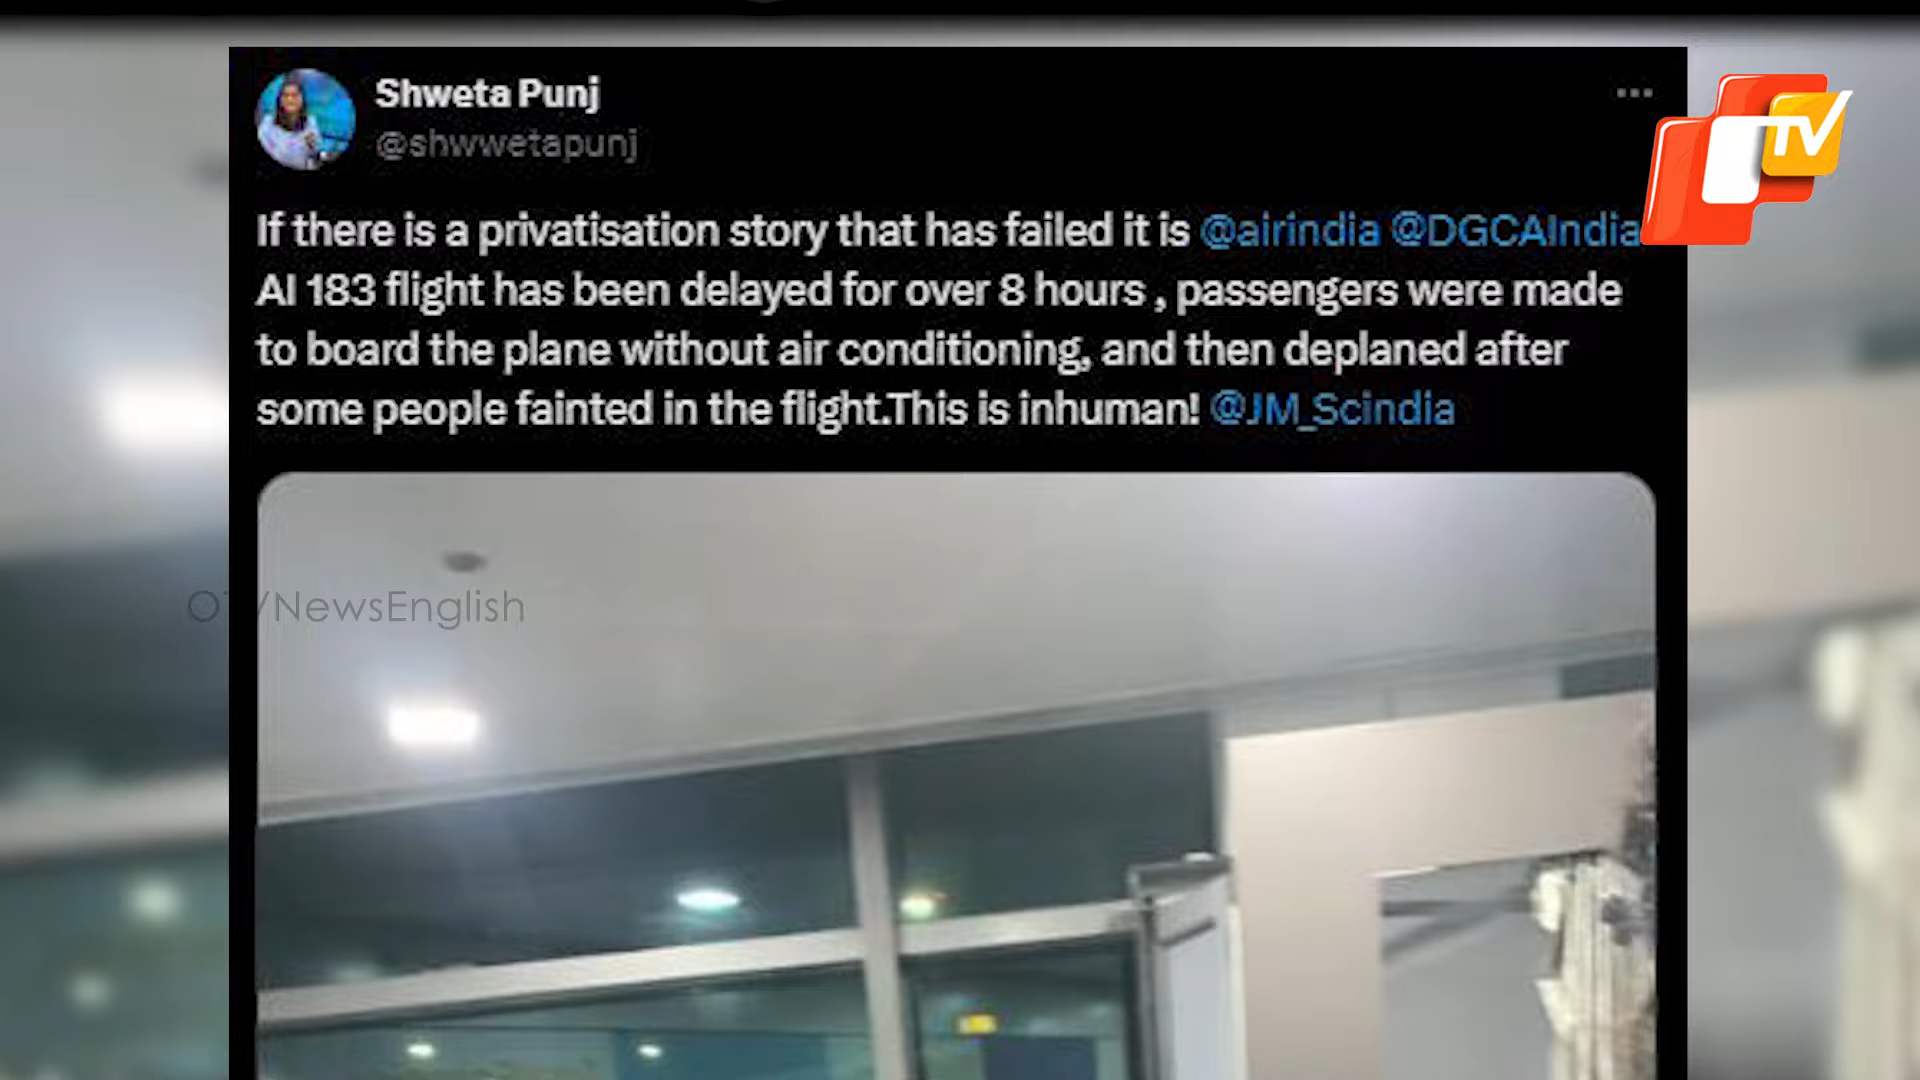 Shweta Punj
@shwwetapunj
If there is a privatisation story that has failed it is @airindia @DGCAIndia
AI 183 flight has been delayed for over 8 hours , passengers were made
to board the plane without air conditioning, and then deplaned after
some people fainted in the flight.This is inhuman! @JM_Scindia
TV
OTVNewsEnglish